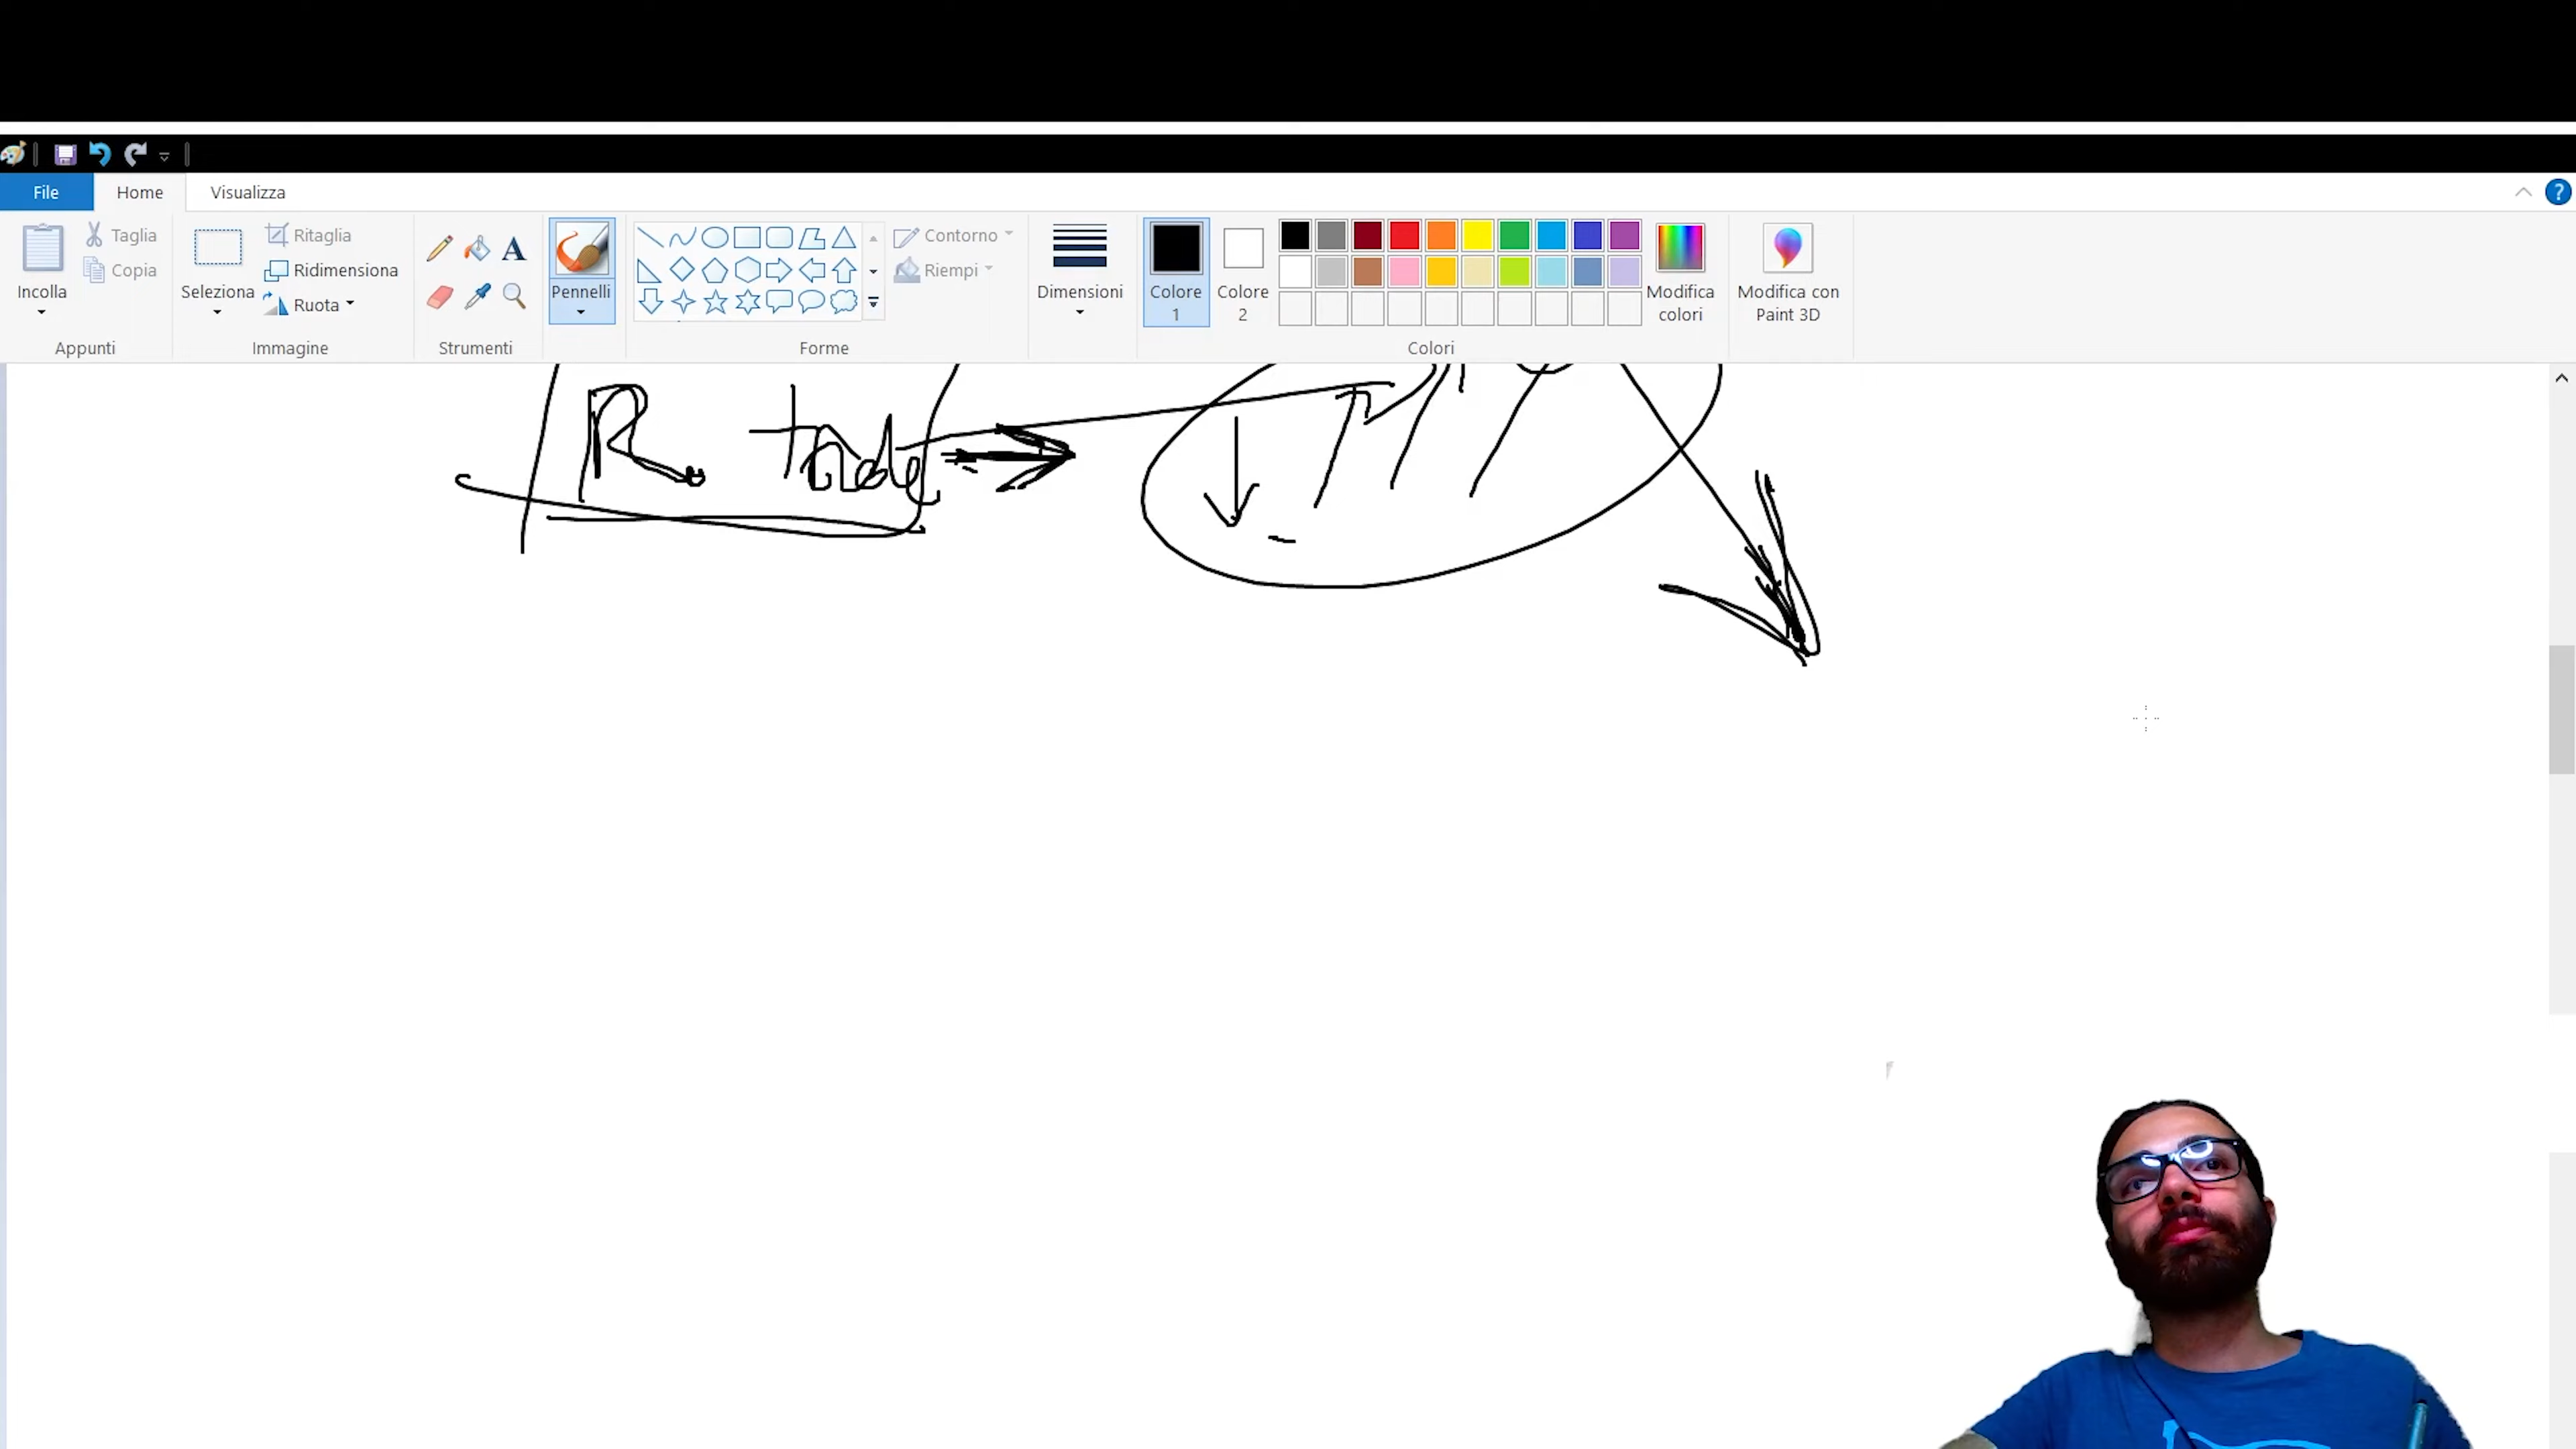 File Home Visualizza
Incolla
Taglia
Copia
Appunti
Seleziona
Ritaglia
Ridimensiona
Ruota
Immagine
Strumenti
Pennelli
Forme
Contorno
Riempi
Dimensioni
Colore
1
Colore
2
Colori
Modifica
colori
Modifica con
Paint 3D
R. trade